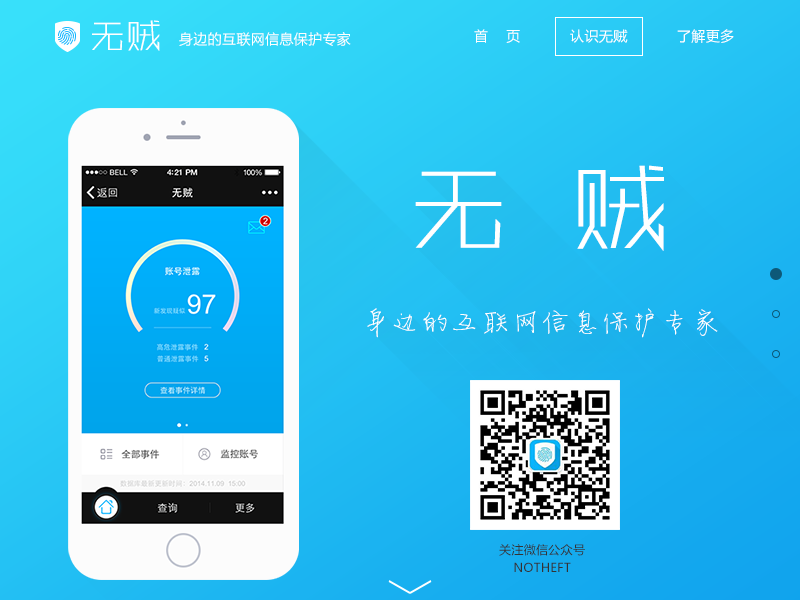 无贼 身边的互联网信息保护专家
首 页 认识无贼 了解更多
BELL 4:21 PM 100%
返回 无贼
2
账号泄露
新发现疑似 97
高危泄露事件 2
普通泄露事件 5
查看事件详情
全部事件 监控账号
数据库最新更新时间：2014.11.09 15:00
查询 更多
无贼
身边的互联网信息保护专家
关注微信公众号
NOTHEFT